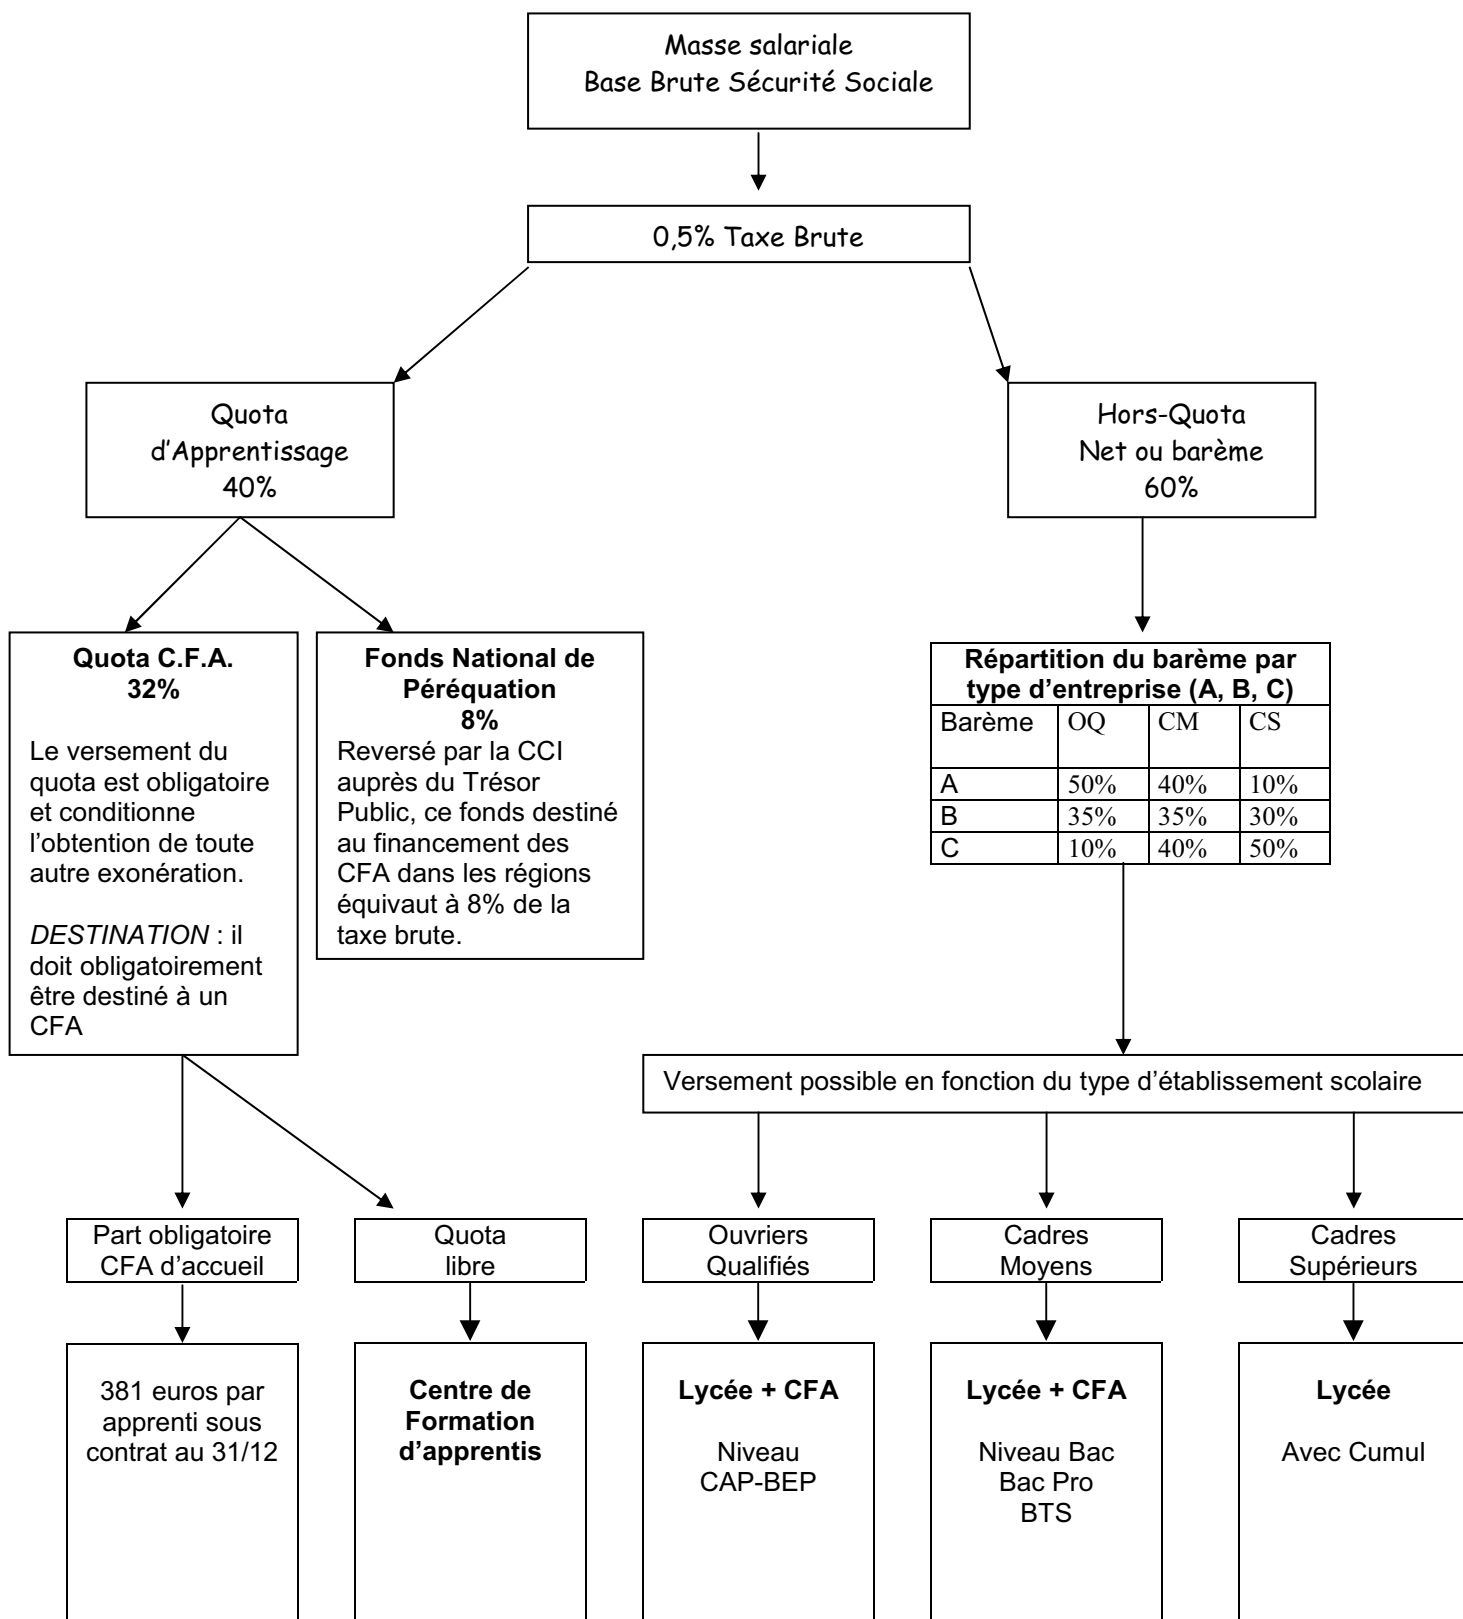 Masse salariale
Base Brute Sécurité Sociale
0,5% Taxe Brute
Quota
d’Apprentissage
40%
Hors-Quota
Net ou barème
60%
Quota C.F.A.
32%
Le versement du
quota est obligatoire
et conditionne
l’obtention de toute
autre exonération.
DESTINATION : il
doit obligatoirement
être destiné à un
CFA
Fonds National de
Péréquation
8%
Reversé par la CCI
auprès du Trésor
Public, ce fonds destiné
au financement des
CFA dans les régions
équivaut à 8% de la
taxe brute.
Répartition du barème par
type d’entreprise (A, B, C)
Barème OQ CM CS
A 50% 40% 10%
B 35% 35% 30%
C 10% 40% 50%
Versement possible en fonction du type d’établissement scolaire
Part obligatoire
CFA d’accueil
Quota
libre
Ouvriers
Qualifiés
Cadres
Moyens
Cadres
Supérieurs
381 euros par
apprenti sous
contrat au 31/12
Centre de
Formation
d’apprentis
Lycée + CFA
Niveau
CAP-BEP
Lycée + CFA
Niveau Bac
Bac Pro
BTS
Lycée
Avec Cumul